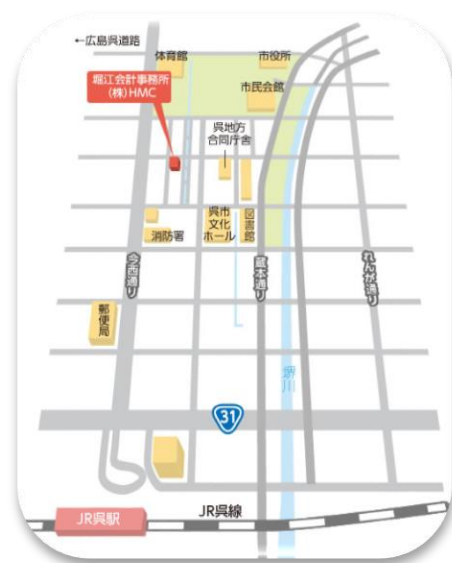 ←広島呉道路
体育館
市役所
堀江会計事務所
(株)HMC
市民会館
呉地方
合同庁舎
消防署
呉市
文化
ホール
図書館
今西通り
蔵本通り
れんが通り
郵便局
堺川
31
JR呉駅
JR呉線